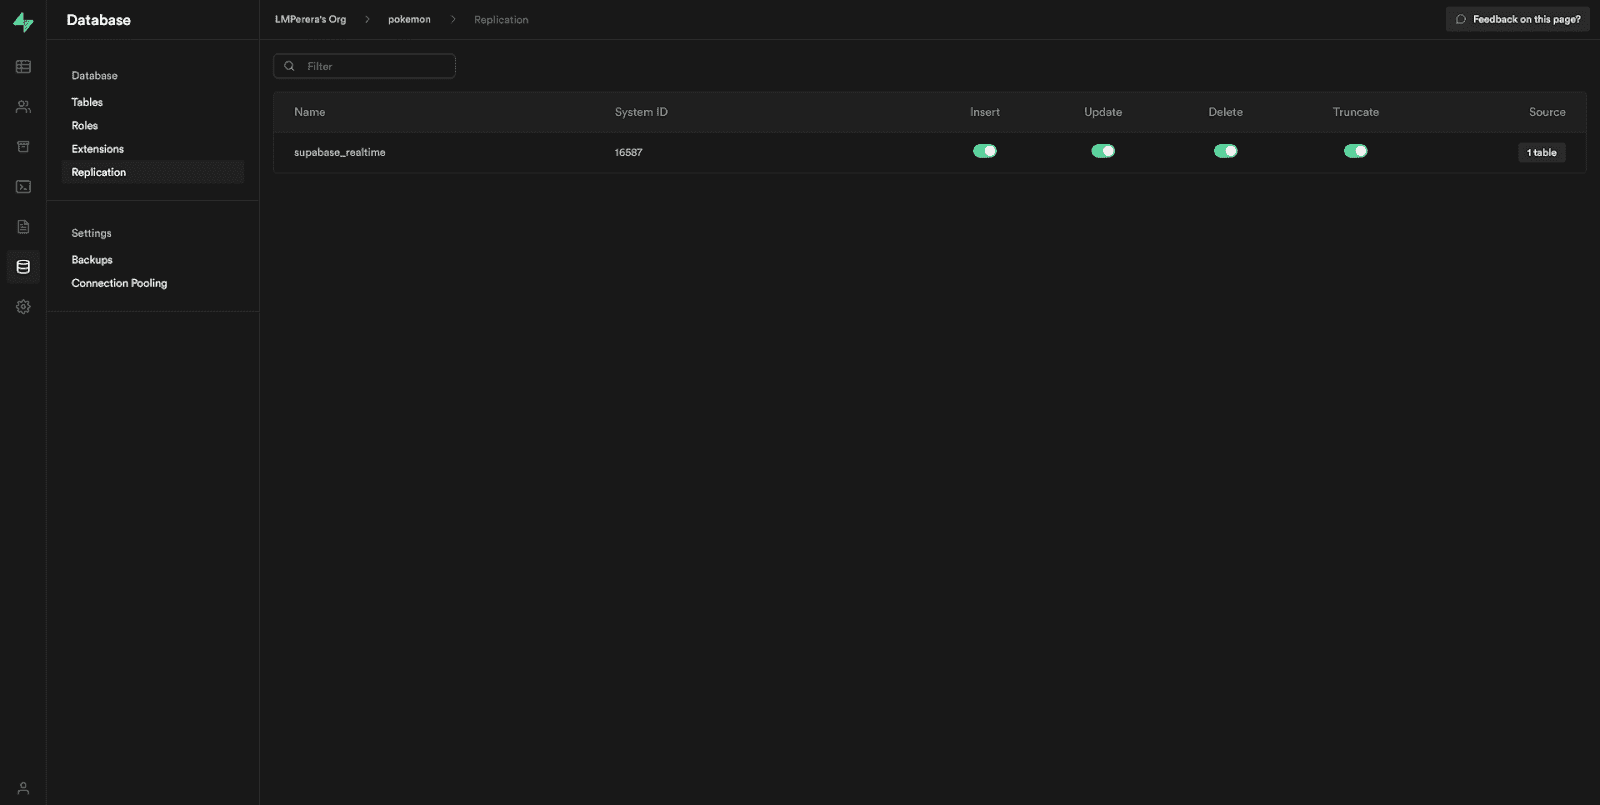 Database
LMPerera's Org > pokemon > Replication
Feedback on this page?
Database
Tables
Roles
Extensions
Replication
Settings
Backups
Connection Pooling
Filter
Name System ID Insert Update Delete Truncate Source
supabase_realtime 16587 1 table